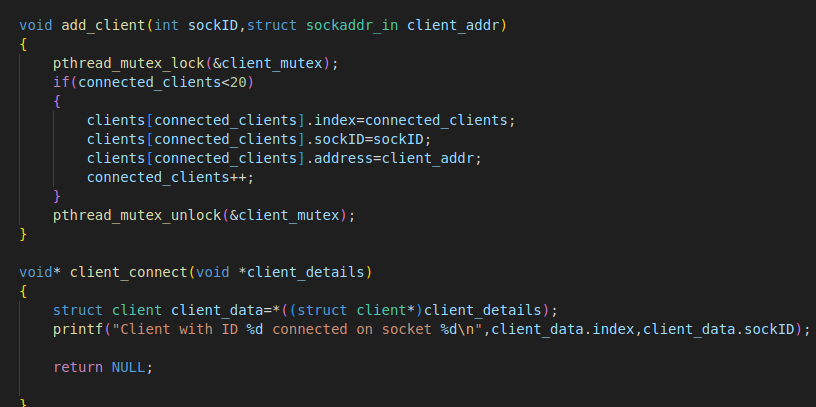 void add_client(int sockID,struct sockaddr_in client_addr)
{
    pthread_mutex_lock(&client_mutex);
    if(connected_clients<20)
    {
        clients[connected_clients].index=connected_clients;
        clients[connected_clients].sockID=sockID;
        clients[connected_clients].address=client_addr;
        connected_clients++;
    }
    pthread_mutex_unlock(&client_mutex);
}

void* client_connect(void *client_details)
{
    struct client client_data=*((struct client*)client_details);
    printf("Client with ID %d connected on socket %d\n",client_data.index,client_data.sockID);

    return NULL;

}